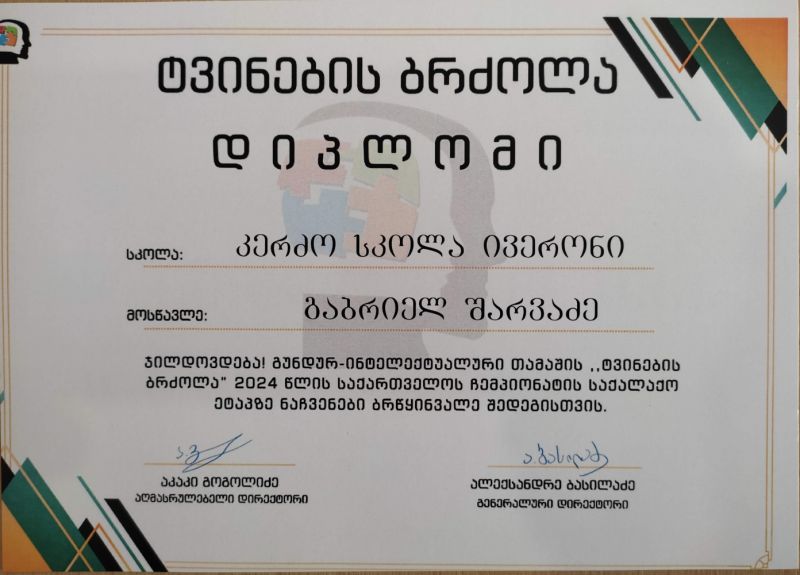 ტვინების ბრძოლა
დიპლომი
სკოლა: კერძო სკოლა ივერონი
მოსწავლე: გაბრიელ შარვაძე
ჯილდოვდება! გუნდურ-ინტელექტუალური თამაშის ,,ტვინების
ბრძოლა" 2024 წლის საქართველოს ჩემპიონატის საქალაქო
ეტაპზე ნაჩვენები ბრწყინვალე შედეგისთვის.
ა.ბასილაძ
აკაკი გოგოლიძე
აღმასრულებელი დირექტორი
ალექსანდრე ბასილაძე
გენერალური დირექტორი